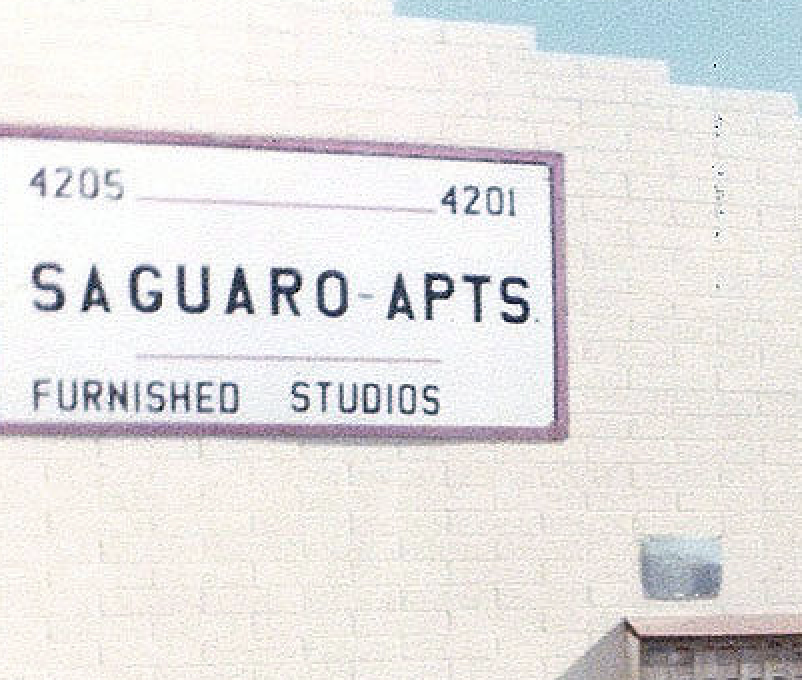 4205 4201
SAGUARO-APTS.
FURNISHED STUDIOS